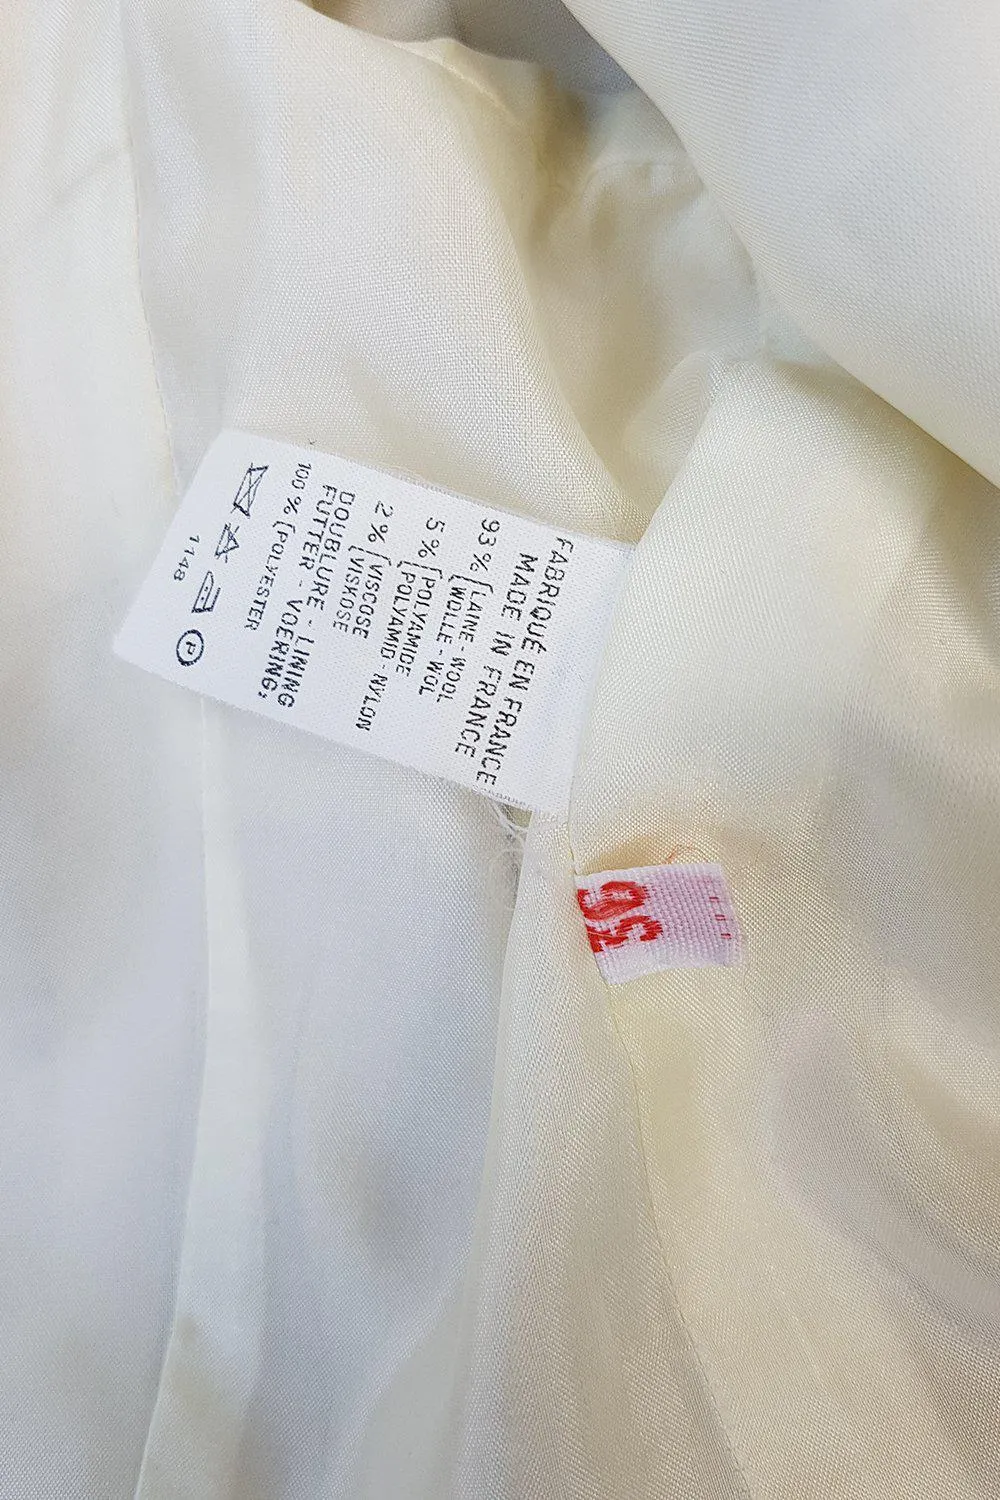 FABRIQUÉ EN FRANCE
MADE IN FRANCE
93% (LAINE - WOOL
(WOLLE - WOL
5% (POLYAMIDE
(POLYAMID - NYLON
2% (VISCOSE
(VISKOSE
DOUBLURE - LINING
FUTTER - VOERING;
100 % (POLYESTER
P
1148